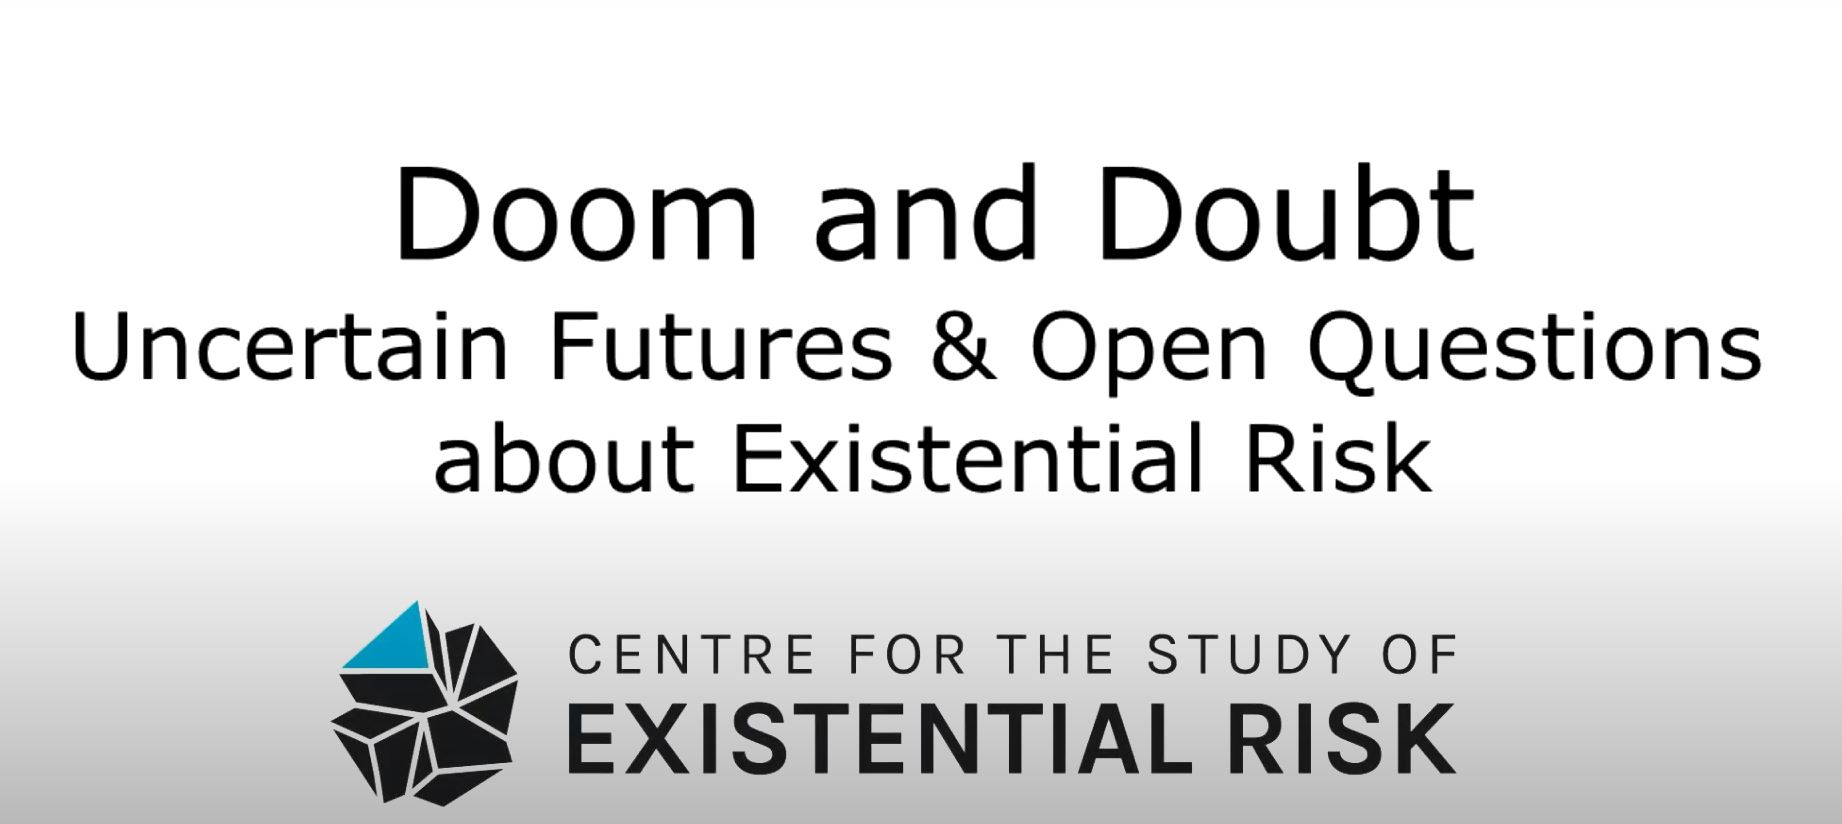 Doom and Doubt
Uncertain Futures & Open Questions
about Existential Risk
CENTRE FOR THE STUDY OF
EXISTENTIAL RISK